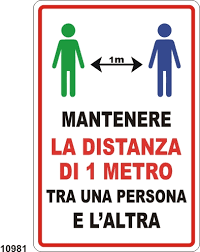 1m
MANTENERE
LA DISTANZA
DI 1 METRO
TRA UNA PERSONA
E L'ALTRA
10981